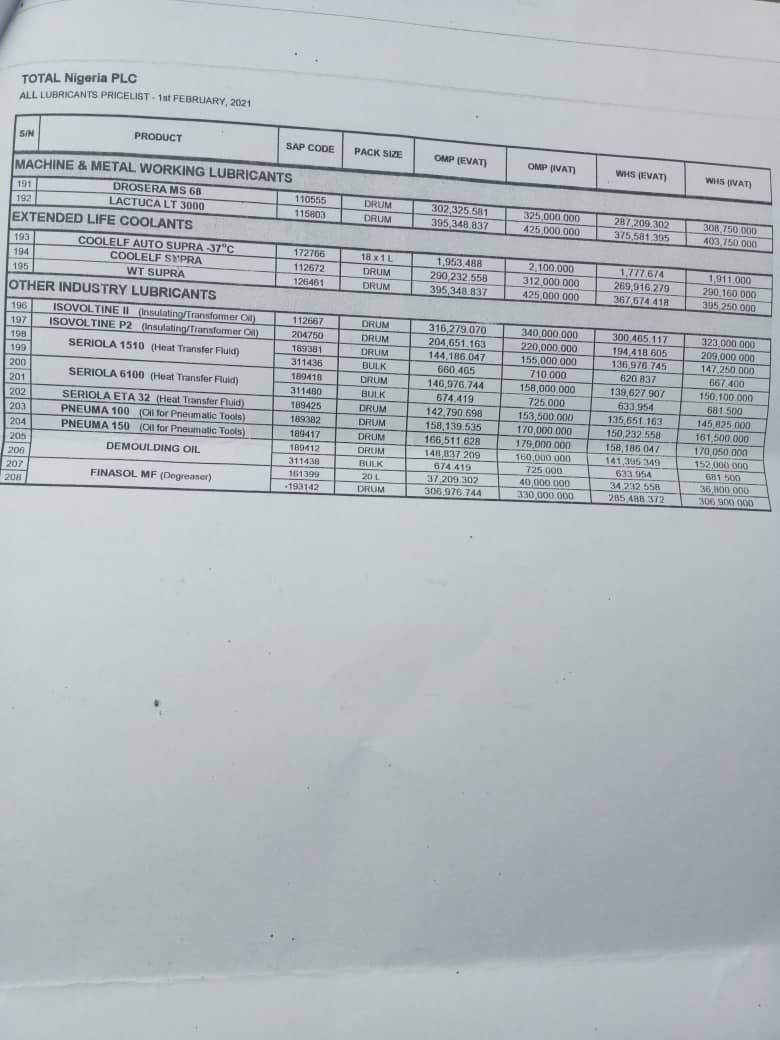 TOTAL Nigeria PLC
ALL LUBRICANTS PRICELIST - 1st FEBRUARY, 2021
S/N PRODUCT SAP CODE PACK SIZE OMP (EVAT) OMP (IVAT) WHS (EVAT) WHS (IVAT)
MACHINE & METAL WORKING LUBRICANTS
191 DROSERA MS 68 110555 DRUM 302,325.581 325,000.000 287,209.302 308,750.000
192 LACTUCA LT 3000 115803 DRUM 395,348.837 425,000.000 375,581.395 403,750.000
EXTENDED LIFE COOLANTS
193 COOLELF AUTO SUPRA -37°C 172766 18 x 1 L 1,953.488 2,100.000 1,777.674 1,911.000
194 COOLELF SUPRA 112672 DRUM 290,232.558 312,000.000 269,916.279 290,160.000
195 WT SUPRA 126461 DRUM 395,348.837 425,000.000 367,674.418 395,250.000
OTHER INDUSTRY LUBRICANTS
196 ISOVOLTINE II (Insulating/Transformer Oil) 112667 DRUM 316,279.070 340,000.000 300,465.117 323,000.000
197 ISOVOLTINE P2 (Insulating/Transformer Oil) 204750 DRUM 204,651.163 220,000.000 194,418.605 209,000.000
198 SERIOLA 1510 (Heat Transfer Fluid) 189381 DRUM 144,186.047 155,000.000 136,976.745 147,250.000
199 311436 BULK 660.465 710.000 620.837 667.400
200 SERIOLA 6100 (Heat Transfer Fluid) 189418 DRUM 146,976.744 158,000.000 139,627.907 150,100.000
201 311480 BULK 674.419 725.000 633.954 681.500
202 SERIOLA ETA 32 (Heat Transfer Fluid) 189425 DRUM 142,790.698 153,500.000 135,651.163 145,825.000
203 PNEUMA 100 (Oil for Pneumatic Tools) 189382 DRUM 158,139.535 170,000.000 150,232.558 161,500.000
204 PNEUMA 150 (Oil for Pneumatic Tools) 189417 DRUM 166,511.628 179,000.000 158,186.047 170,050.000
205 DEMOULDING OIL 189412 DRUM 148,837.209 160,000.000 141,395.349 152,000.000
206 311438 BULK 674.419 725.000 633.954 681.500
207 FINASOL MF (Degreaser) 161399 20 L 37,209.302 40,000.000 34,232.558 36,800.000
208 193142 DRUM 306,976.744 330,000.000 285,488.372 306,900.000